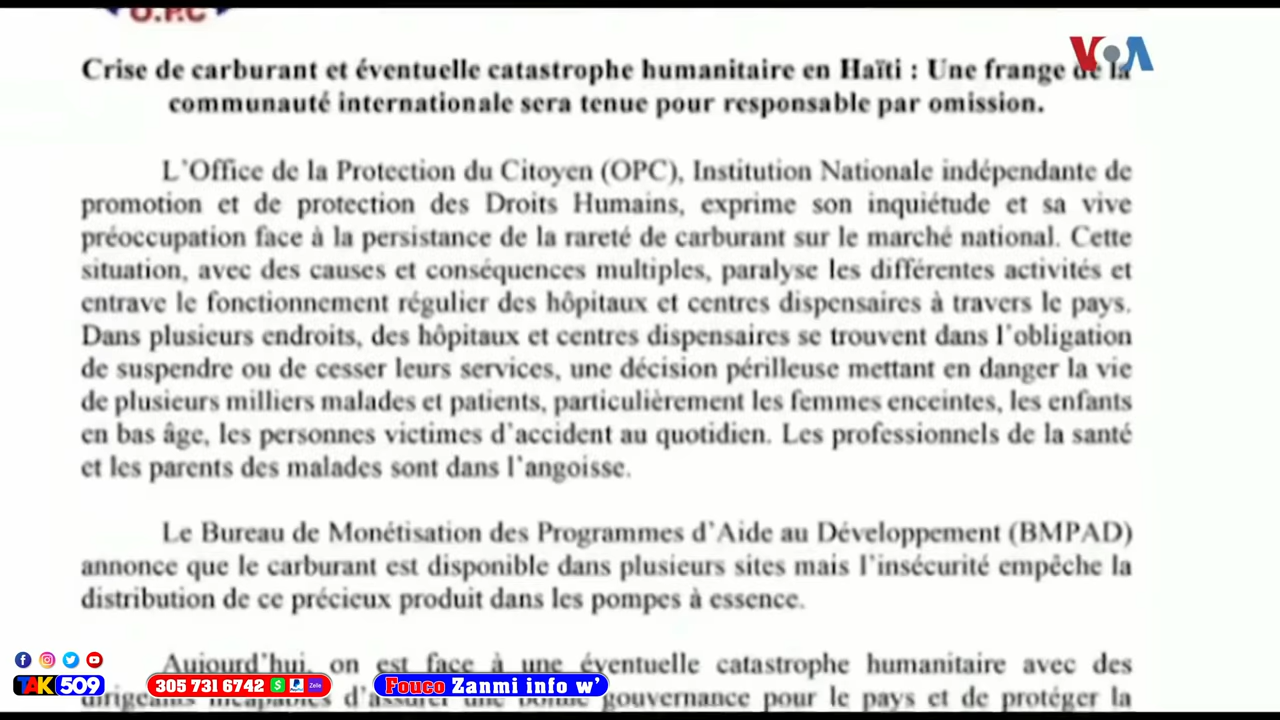 O.P.C
VOA
Crise de carburant et éventuelle catastrophe humanitaire en Haïti : Une frange de la
communauté internationale sera tenue pour responsable par omission.
L'Office de la Protection du Citoyen (OPC), Institution Nationale indépendante de
promotion et de protection des Droits Humains, exprime son inquiétude et sa vive
préoccupation face à la persistance de la rareté de carburant sur le marché national. Cette
situation, avec des causes et conséquences multiples, paralyse les différentes activités et
entrave le fonctionnement régulier des hôpitaux et centres dispensaires à travers le pays.
Dans plusieurs endroits, des hôpitaux et centres dispensaires se trouvent dans l'obligation
de suspendre ou de cesser leurs services, une décision périlleuse mettant en danger la vie
de plusieurs milliers malades et patients, particulièrement les femmes enceintes, les enfants
en bas âge, les personnes victimes d'accident au quotidien. Les professionnels de la santé
et les parents des malades sont dans l'angoisse.
Le Bureau de Monétisation des Programmes d'Aide au Développement (BMPAD)
annonce que le carburant est disponible dans plusieurs sites mais l'insécurité empêche la
distribution de ce précieux produit dans les pompes à essence.
Aujourd'hui, on est face à une éventuelle catastrophe humanitaire avec des
dirigeants incapables d'assurer une bonne gouvernance pour le pays et de protéger la
TAK509
305 731 6742 $ Zelle
Fouco Zanmi info w'